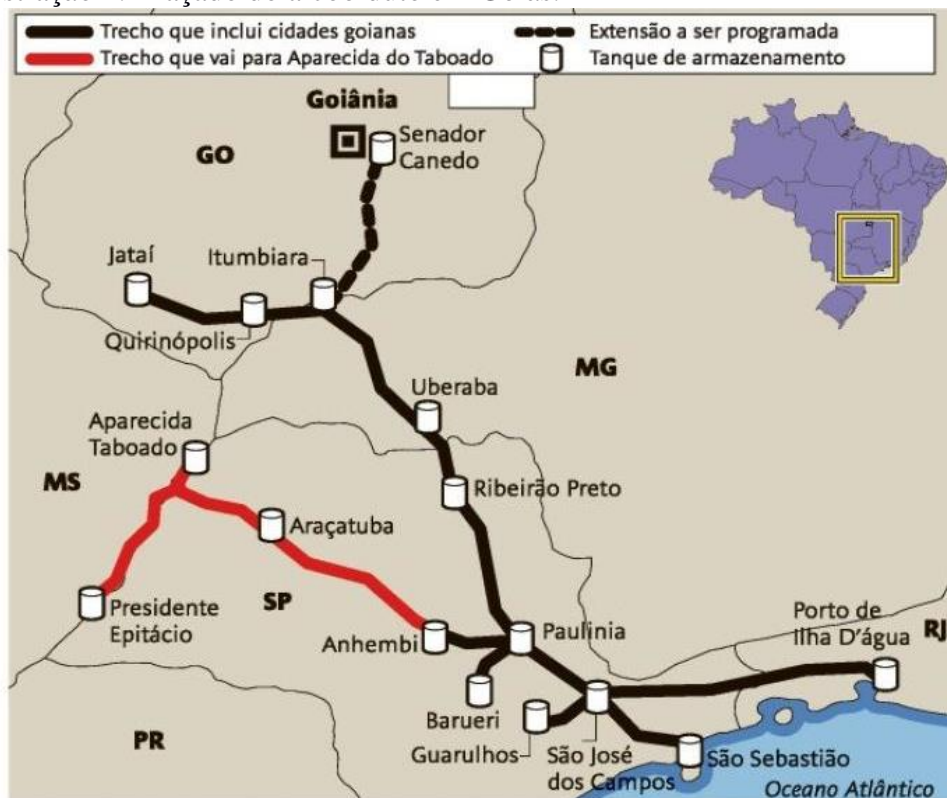 Trecho que inclui cidades goianas
Extensão a ser programada
Trecho que vai para Aparecida do Taboado
Tanque de armazenamento
Goiânia
Senador
Canedo
GO
Jataí
Itumbiara
Quirinópolis
MG
Uberaba
Aparecida
Taboado
MS
Ribeirão Preto
Araçatuba
SP
Presidente
Epitácio
Anhembi
Paulinia
Porto de
Ilha D'água
RJ
Barueri
Guarulhos
São José
dos Campos
São Sebastião
PR
Oceano Atlântico